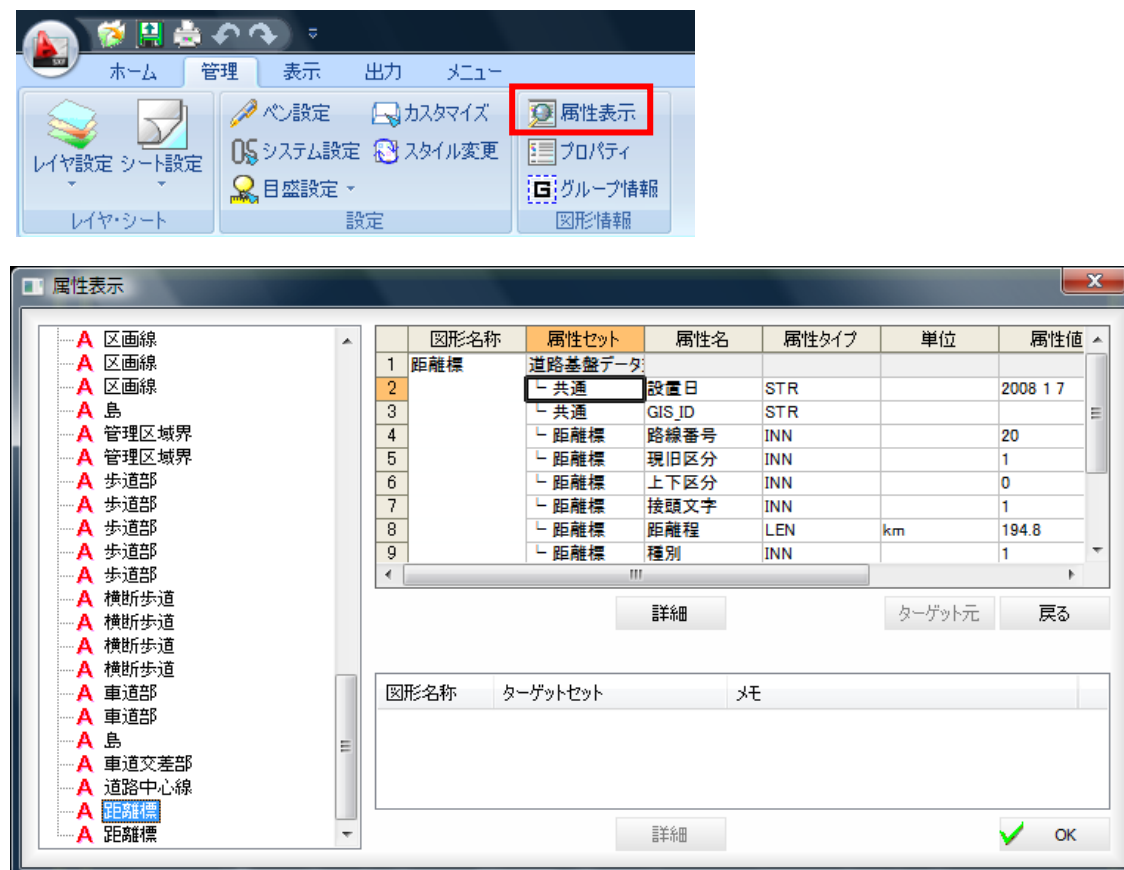 SXF
ホーム 管理 表示 出力 メニュー
レイヤ設定 シート設定
レイヤ・シート
ペン設定 カスタマイズ
システム設定 スタイル変更
目盛設定
設定
属性表示
プロパティ
G グループ情報
図形情報
属性表示
A 区画線
A 区画線
A 区画線
A 島
A 管理区域界
A 管理区域界
A 歩道部
A 歩道部
A 歩道部
A 歩道部
A 歩道部
A 横断歩道
A 横断歩道
A 横断歩道
A 横断歩道
A 車道部
A 車道部
A 島
A 車道交差部
A 道路中心線
A 距離標
A 距離標
図形名称 属性セット 属性名 属性タイプ 単位 属性値
1 距離標 道路基盤データ
2 └ 共通 設置日 STR 2008 1 7
3 └ 共通 GIS_ID STR
4 └ 距離標 路線番号 INN 20
5 └ 距離標 現旧区分 INN 1
6 └ 距離標 上下区分 INN 0
7 └ 距離標 接頭文字 INN 1
8 └ 距離標 距離程 LEN km 194.8
9 └ 距離標 種別 INN 1
詳細 ターゲット元 戻る
図形名称 ターゲットセット メモ
詳細 OK